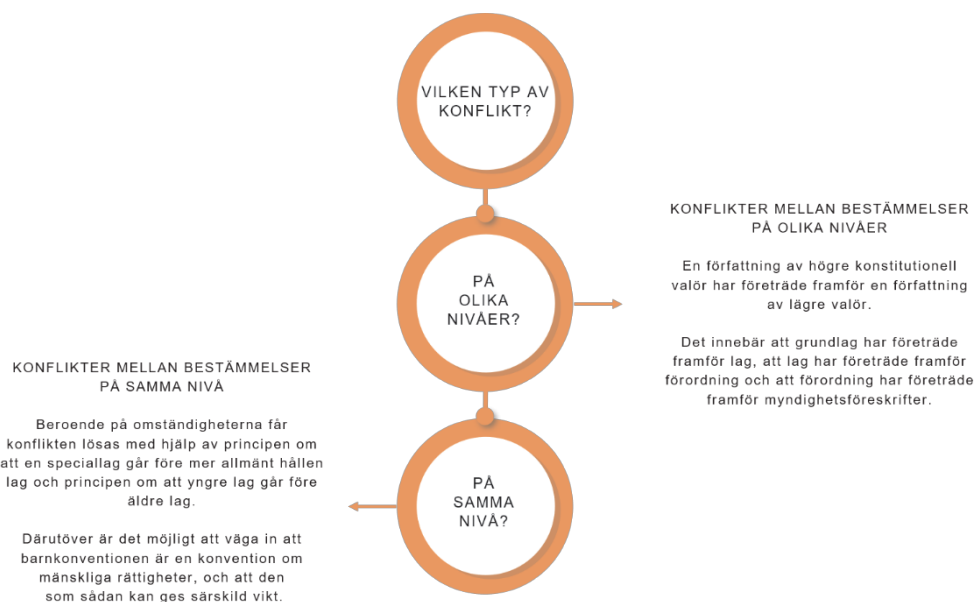 VILKEN TYP AV
KONFLIKT?
PÅ
OLIKA
NIVÅER?
KONFLIKTER MELLAN BESTÄMMELSER
PÅ OLIKA NIVÅER
En författning av högre konstitutionell
valör har företräde framför en författning
av lägre valör.
Det innebär att grundlag har företräde
framför lag, att lag har företräde framför
förordning och att förordning har företräde
framför myndighetsföreskrifter.
PÅ
SAMMA
NIVÅ?
KONFLIKTER MELLAN BESTÄMMELSER
PÅ SAMMA NIVÅ
Beroende på omständigheterna får
konflikten lösas med hjälp av principen om
att en speciallag går före mer allmänt hållen
lag och principen om att yngre lag går före
äldre lag.
Därutöver är det möjligt att väga in att
barnkonventionen är en konvention om
mänskliga rättigheter, och att den
som sådan kan ges särskild vikt.